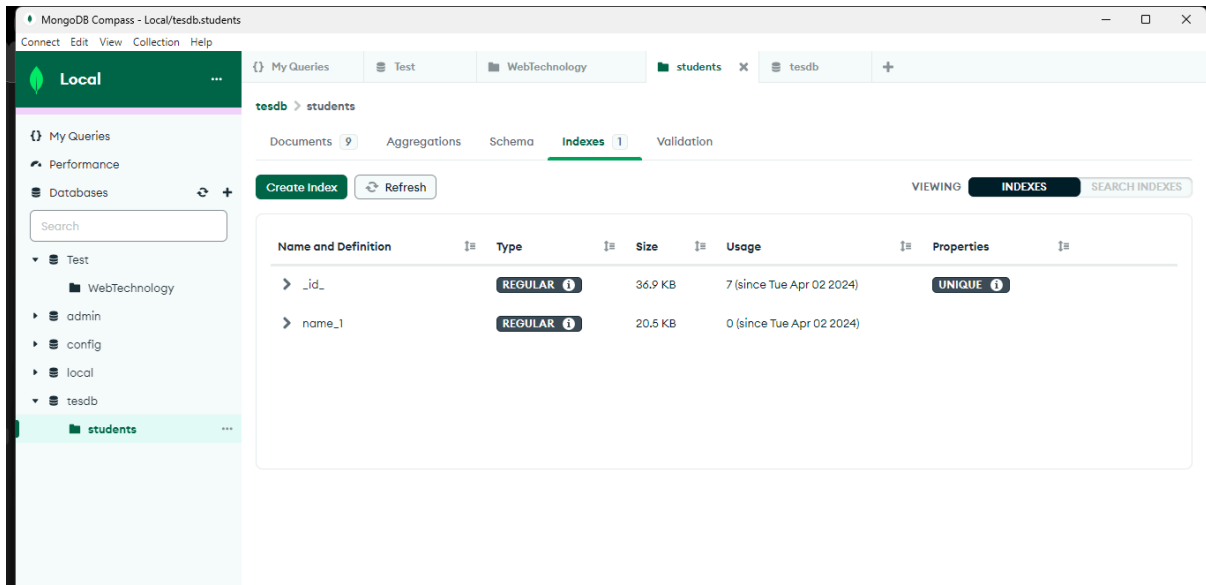 MongoDB Compass - Local/tesdb.students
Connect Edit View Collection Help
Local
{} My Queries
Performance
Databases
Search
Test
WebTechnology
admin
config
local
tesdb
students
{} My Queries Test WebTechnology students tesdb
tesdb > students
Documents 9 Aggregations Schema Indexes 1 Validation
Create Index Refresh VIEWING INDEXES SEARCH INDEXES
Name and Definition Type Size Usage Properties
_id_ REGULAR 36.9 KB 7 (since Tue Apr 02 2024) UNIQUE
name_1 REGULAR 20.5 KB 0 (since Tue Apr 02 2024)